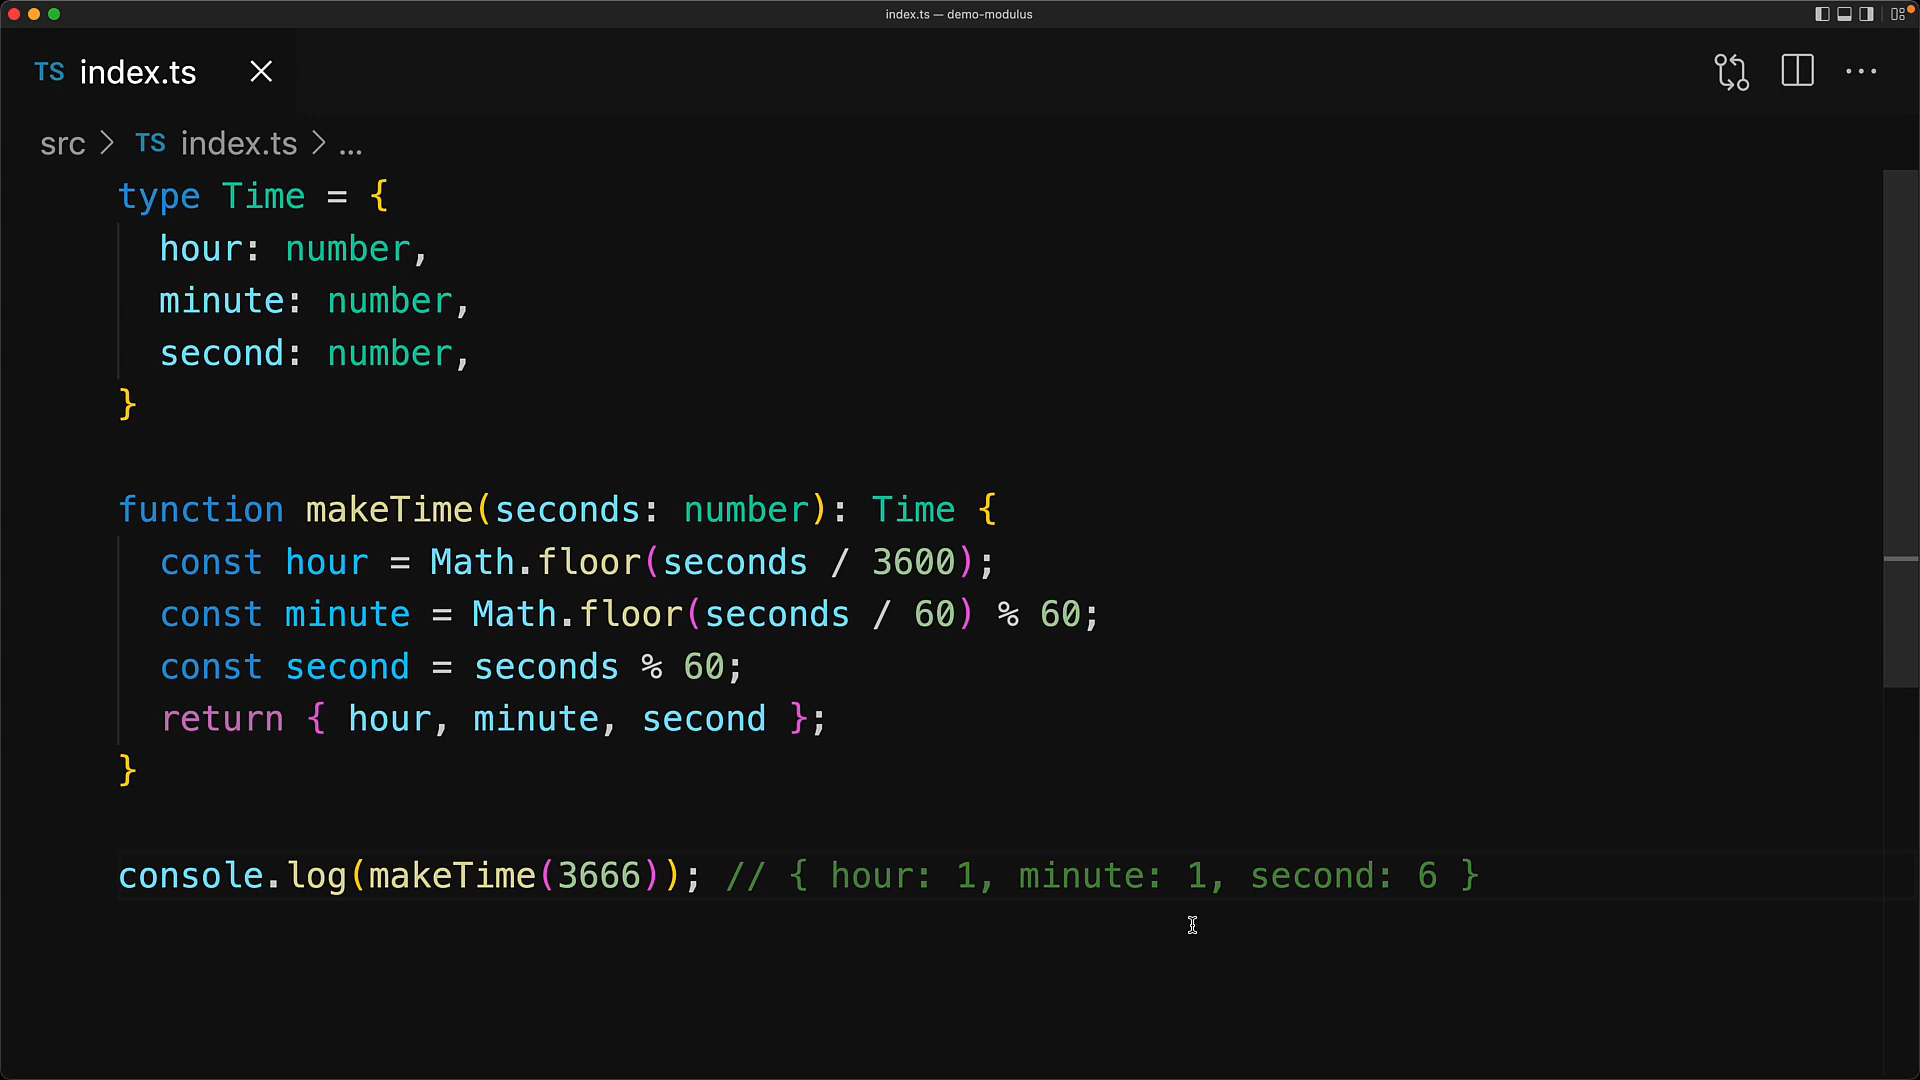 index.ts — demo-modulus
TS index.ts
src > TS index.ts > ...
type Time = {
  hour: number,
  minute: number,
  second: number,
}

function makeTime(seconds: number): Time {
  const hour = Math.floor(seconds / 3600);
  const minute = Math.floor(seconds / 60) % 60;
  const second = seconds % 60;
  return { hour, minute, second };
}

console.log(makeTime(3666)); // { hour: 1, minute: 1, second: 6 }